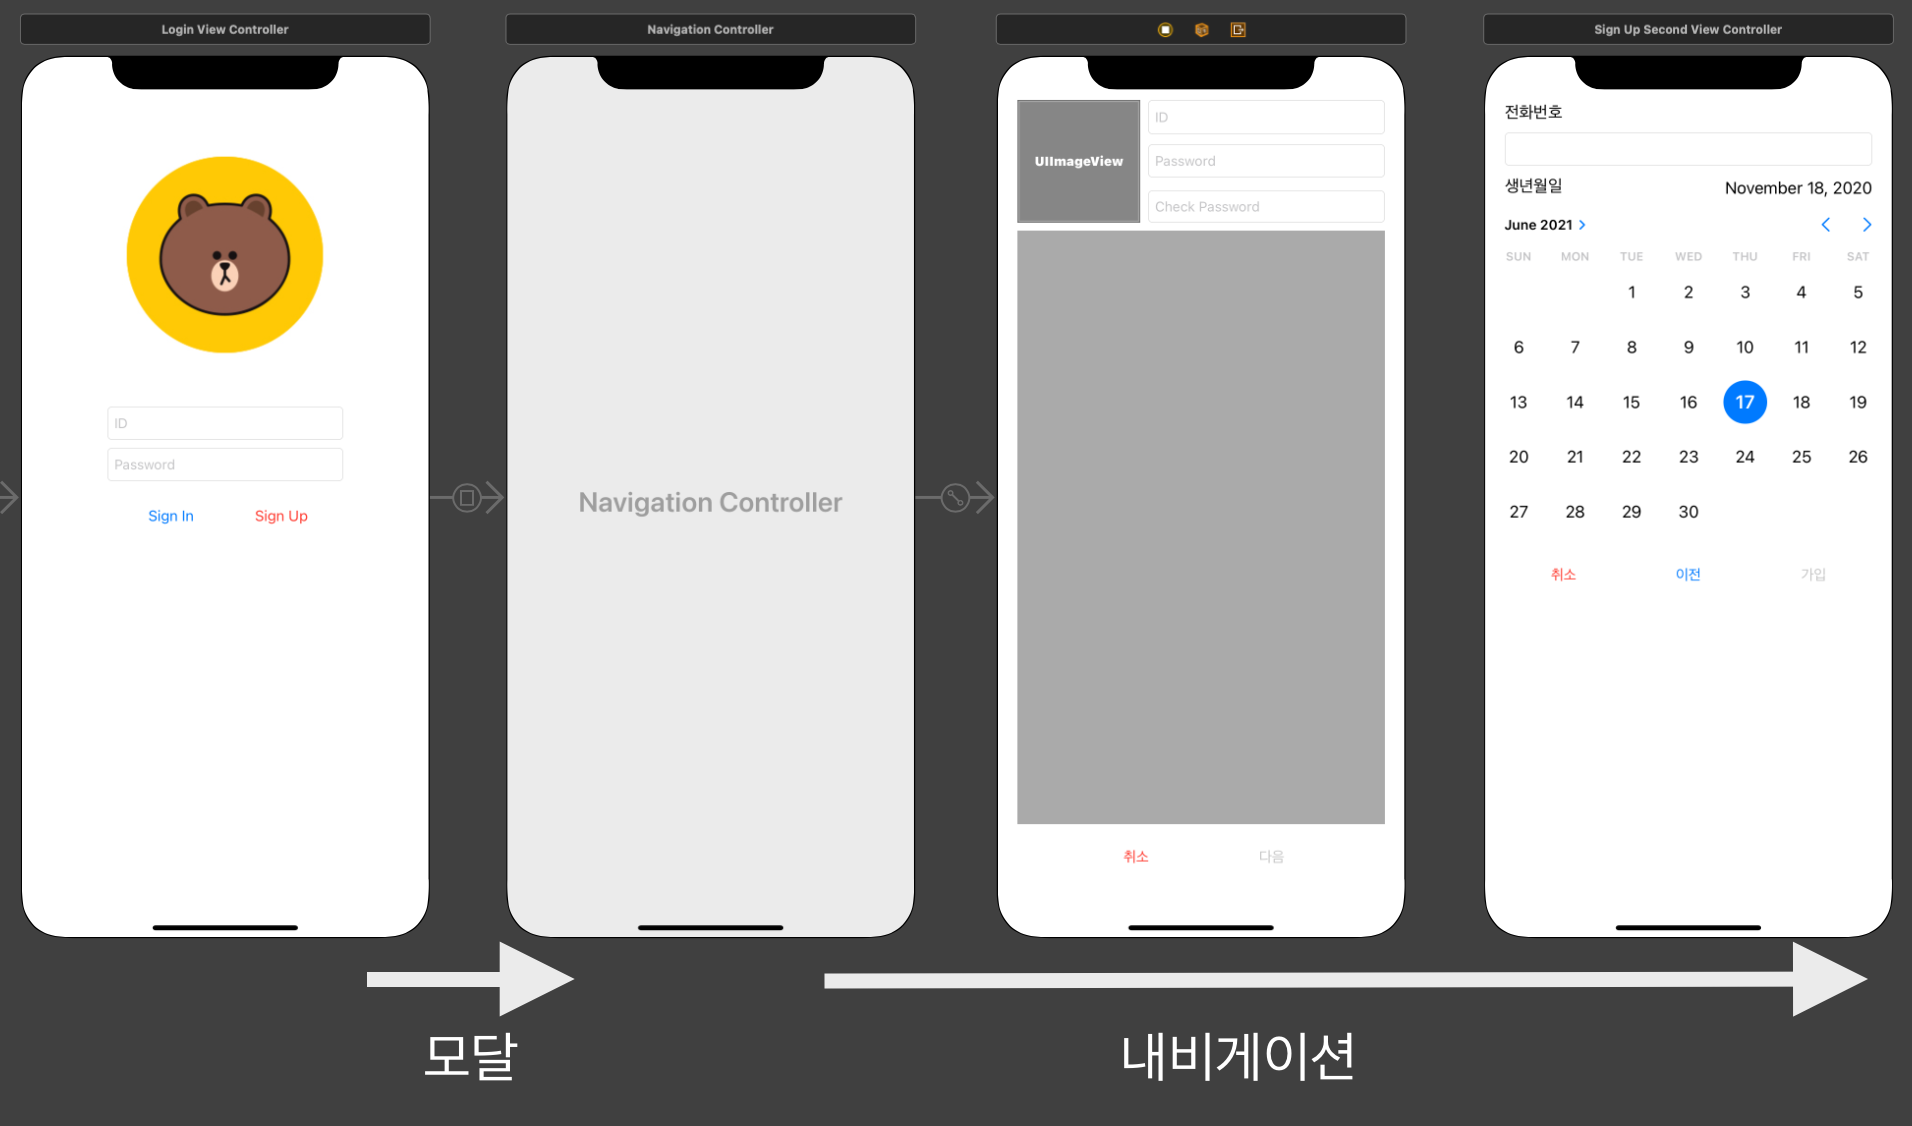 Login View Controller
ID
Password
Sign In
Sign Up
Navigation Controller
Navigation Controller
UIImageView
ID
Password
Check Password
취소
다음
Sign Up Second View Controller
전화번호
생년월일
November 18, 2020
June 2021
SUN MON TUE WED THU FRI SAT
1 2 3 4 5
6 7 8 9 10 11 12
13 14 15 16 17 18 19
20 21 22 23 24 25 26
27 28 29 30
취소
이전
가입
모달
내비게이션